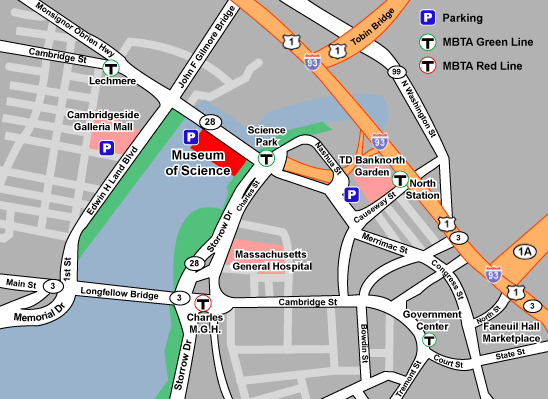 Monsignor Obrien Hwy
John F Gilmore Bridge
1
Tobin Bridge
1
P Parking
T MBTA Green Line
T MBTA Red Line
Cambridge St
T
Lechmere
93
99
N Washington St
Cambridgeside
Galleria Mall
P
28
P
Science
Park
T
Museum
of Science
Nashua St
93
TD Banknorth
Garden
T
North
Station
P
Edwin H Land Blvd
Charles St
Causeway St
1
3
Merrimac St
Storrow Dr
28
Massachusetts
General Hospital
1A
Congress St
93
1st St
Main St
3
Memorial Dr
Longfellow Bridge
3
T
Charles
M.G.H.
Cambridge St
1
3
North St
Government
Center
T
Faneuil Hall
Marketplace
Storrow Dr
Bowdin St
Tremont St
Court St
State St